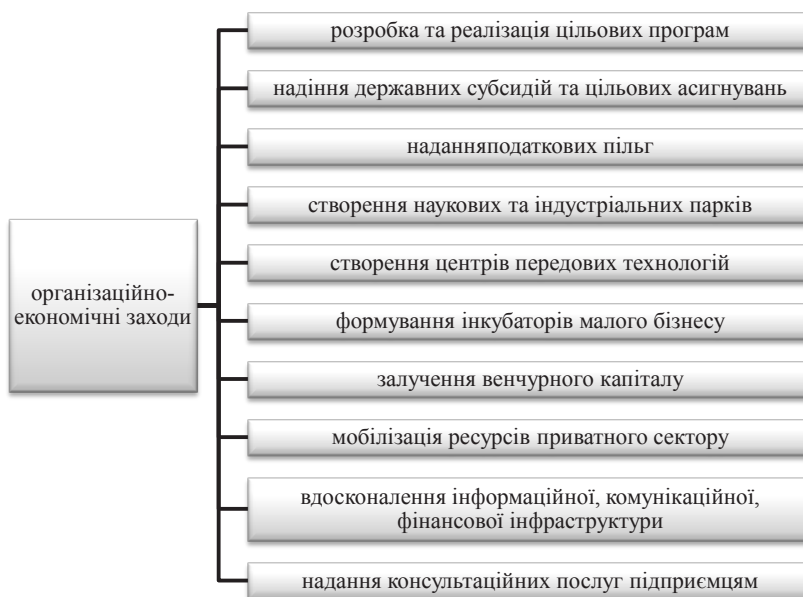 розробка та реалізація цільових програм
надіння державних субсидій та цільових асигнувань
наданняподаткових пільг
створення наукових та індустріальних парків
створення центрів передових технологій
організаційно-
економічні заходи
формування інкубаторів малого бізнесу
залучення венчурного капіталу
мобілізація ресурсів приватного сектору
вдосконалення інформаційної, комунікаційної,
фінансової інфраструктури
надання консультаційних послуг підприємцям